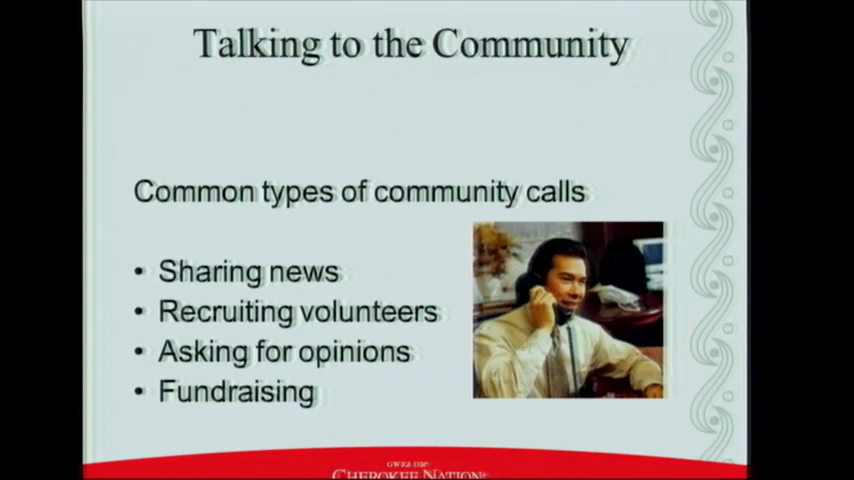 Talking to the Community
Common types of community calls
• Sharing news
• Recruiting volunteers
• Asking for opinions
• Fundraising
CHEROKEE NATION